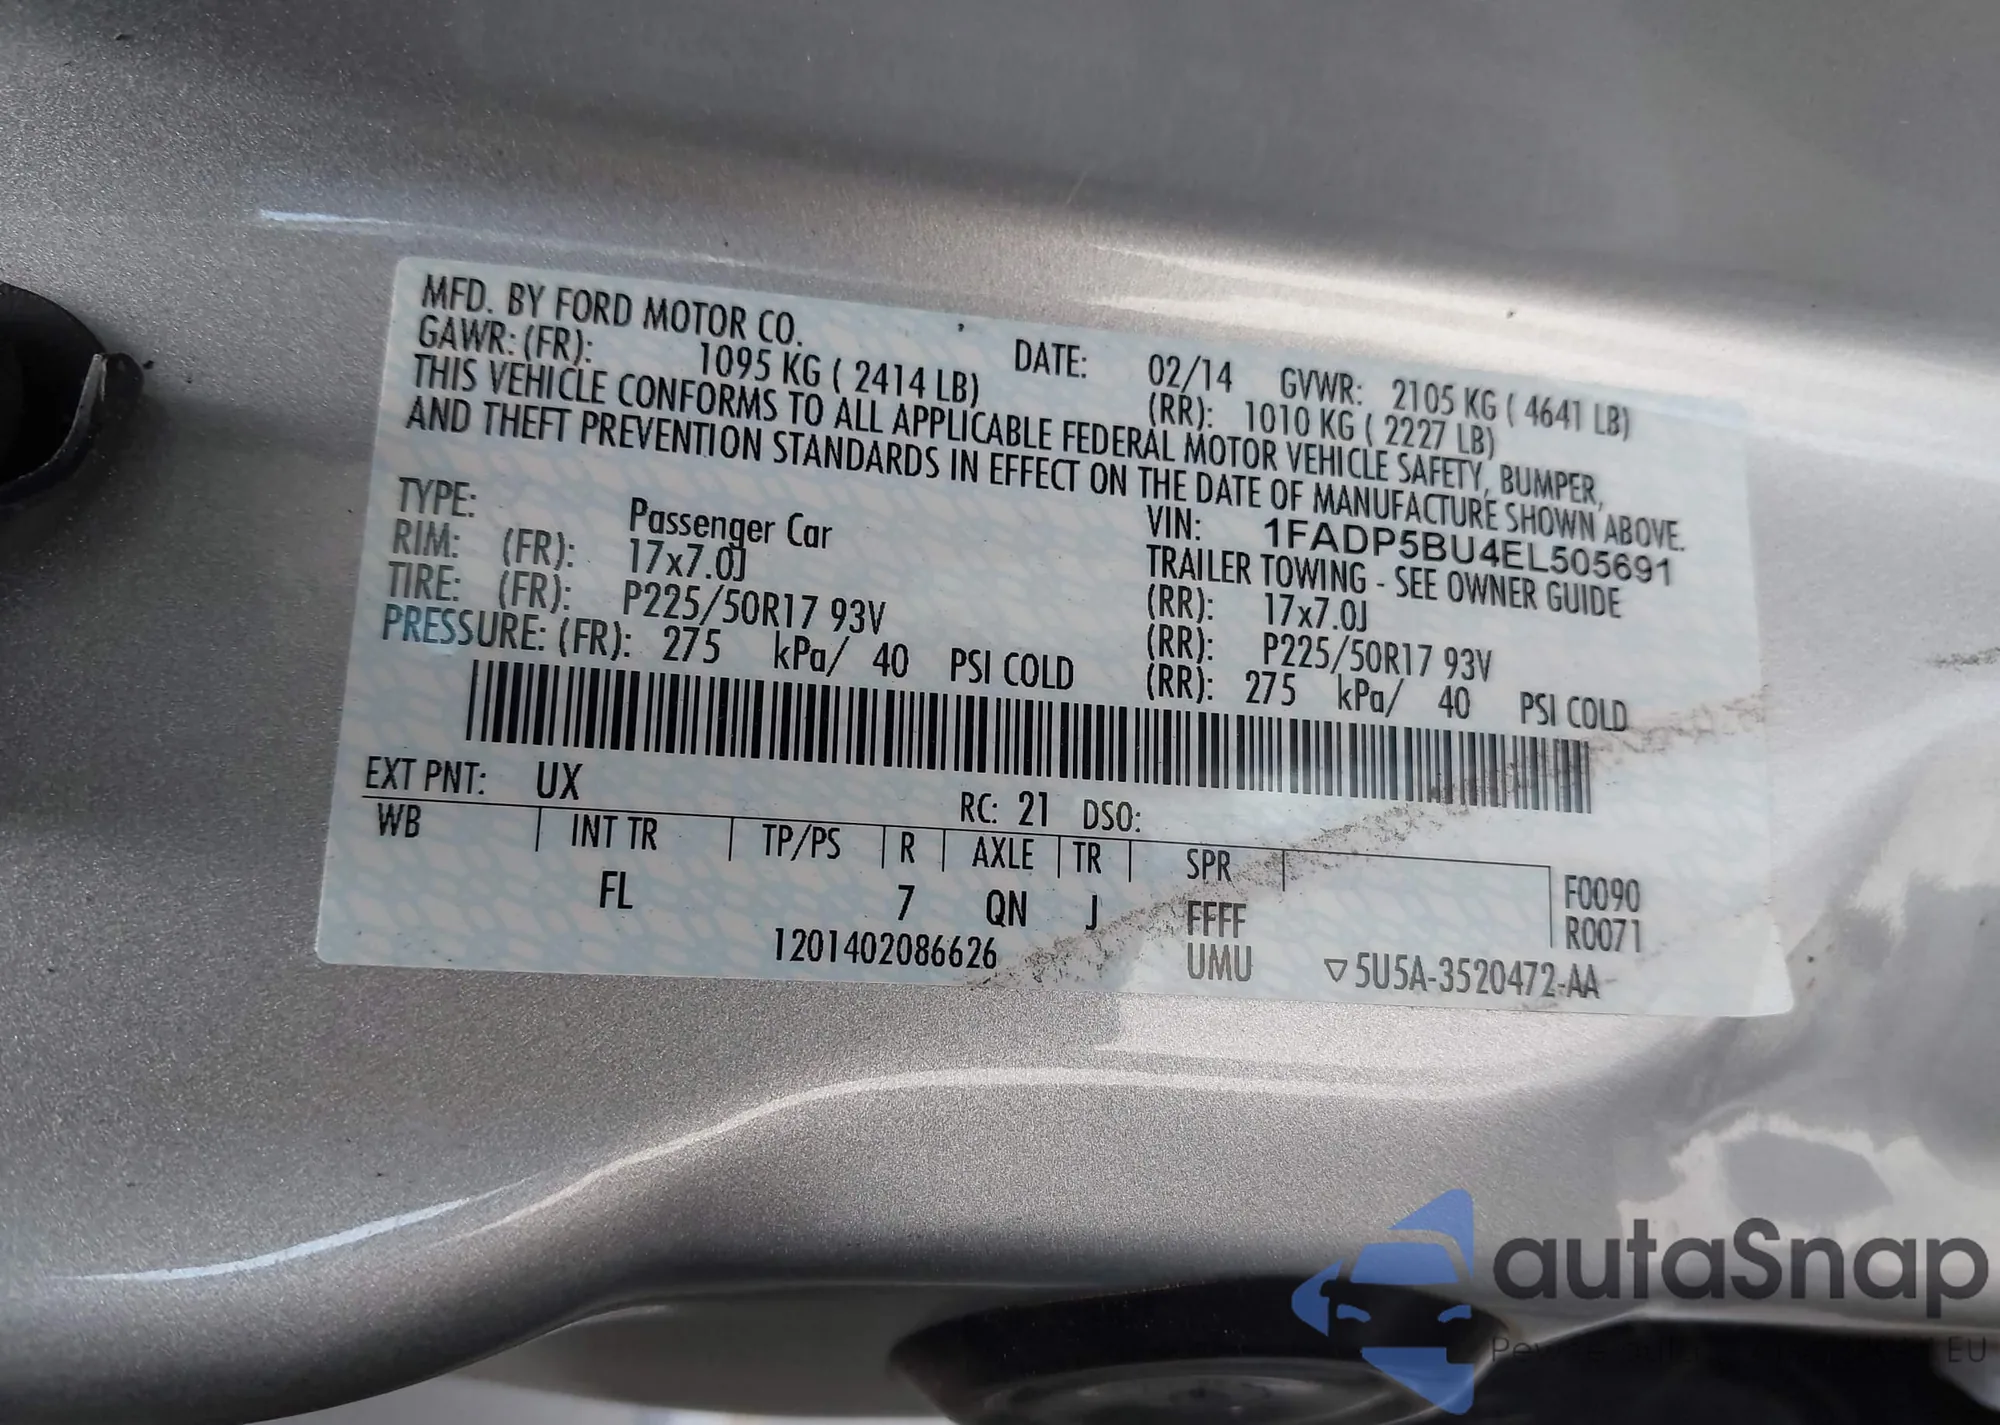 MFD. BY FORD MOTOR CO.
DATE: 02/14 GVWR: 2105 KG ( 4641 LB)
GAWR: (FR): 1095 KG ( 2414 LB) (RR): 1010 KG ( 2227 LB)
THIS VEHICLE CONFORMS TO ALL APPLICABLE FEDERAL MOTOR VEHICLE SAFETY, BUMPER,
AND THEFT PREVENTION STANDARDS IN EFFECT ON THE DATE OF MANUFACTURE SHOWN ABOVE.
VIN: 1FADP5BU4EL505691
TYPE: Passenger Car TRAILER TOWING - SEE OWNER GUIDE
RIM: (FR): 17x7.0J (RR): 17x7.0J
TIRE: (FR): P225/50R17 93V (RR): P225/50R17 93V
PRESSURE: (FR): 275 kPa/ 40 PSI COLD (RR): 275 kPa/ 40 PSI COLD
EXT PNT: UX RC: 21 DSO:
WB INT TR TP/PS R AXLE TR SPR
FL 7 QN J FFFF F0090
R0071
1201402086626 UMU ▽5U5A-3520472-AA
autaSnap
EU